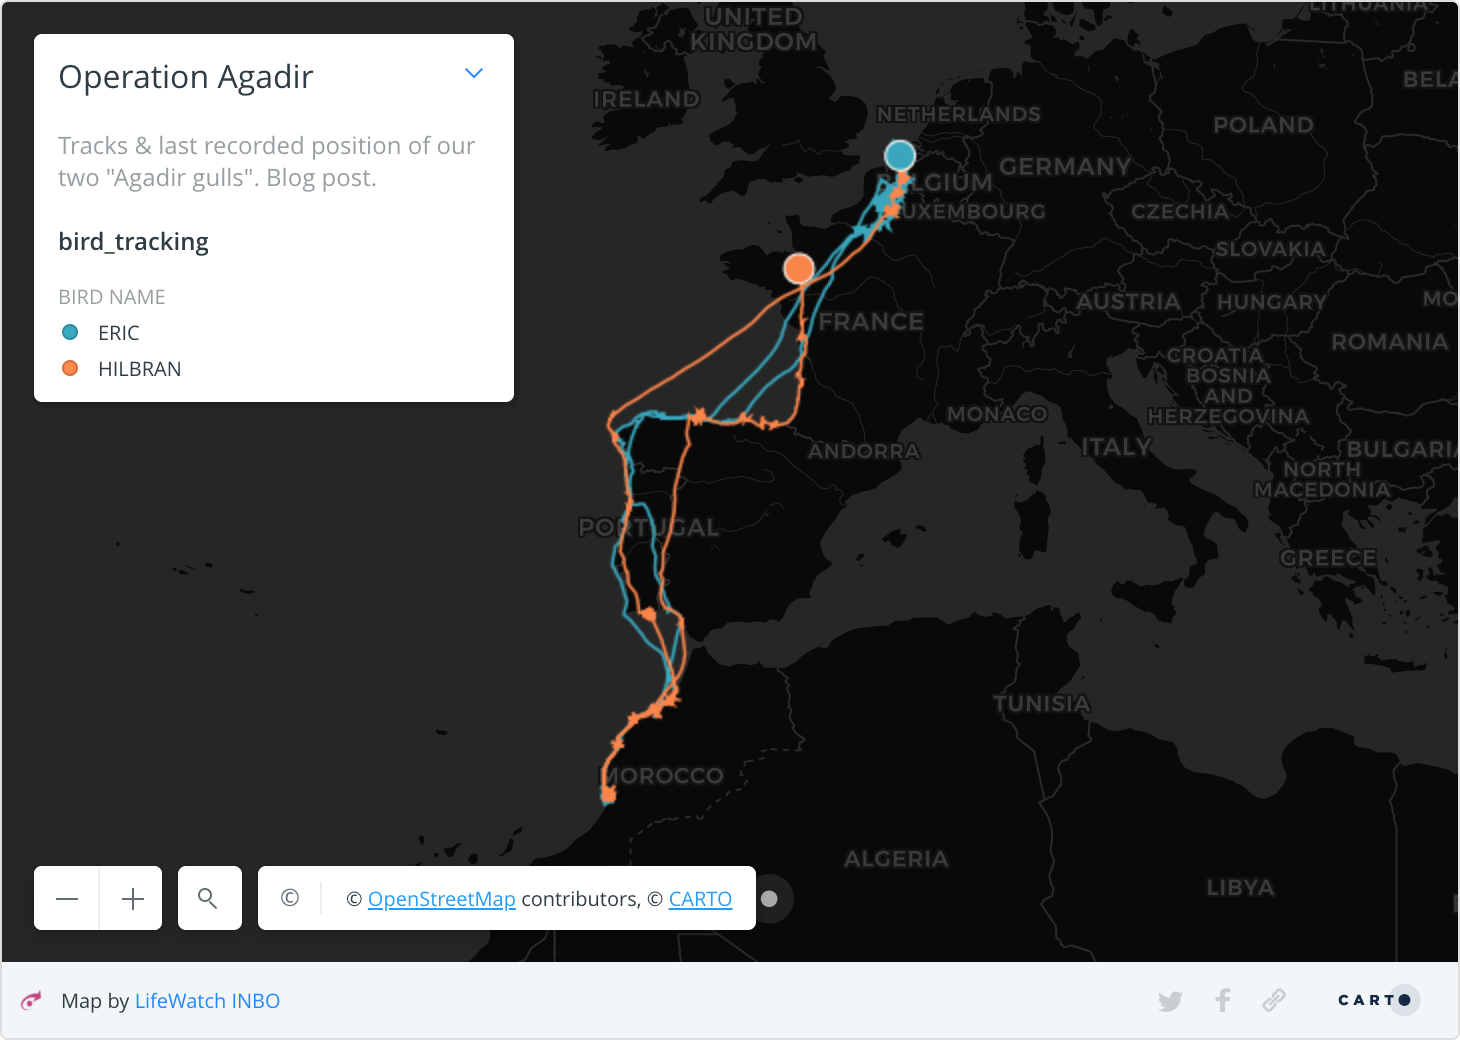 Operation Agadir
Tracks & last recorded position of our
two "Agadir gulls". Blog post.
bird_tracking
BIRD NAME
ERIC
HILBRAN
LITHUANIA
UNITED
KINGDOM
IRELAND
NETHERLANDS
BELA
POLAND
GERMANY
BELGIUM
LUXEMBOURG
CZECHIA
SLOVAKIA
AUSTRIA
HUNGARY
MO
FRANCE
ROMANIA
CROATIA
BOSNIA
AND
HERZEGOVINA
MONACO
ITALY
ANDORRA
BULGARIA
NORTH
MACEDONIA
PORTUGAL
GREECE
TUNISIA
MOROCCO
ALGERIA
LIBYA
©
© OpenStreetMap contributors, © CARTO
Map by LifeWatch INBO
CARTO